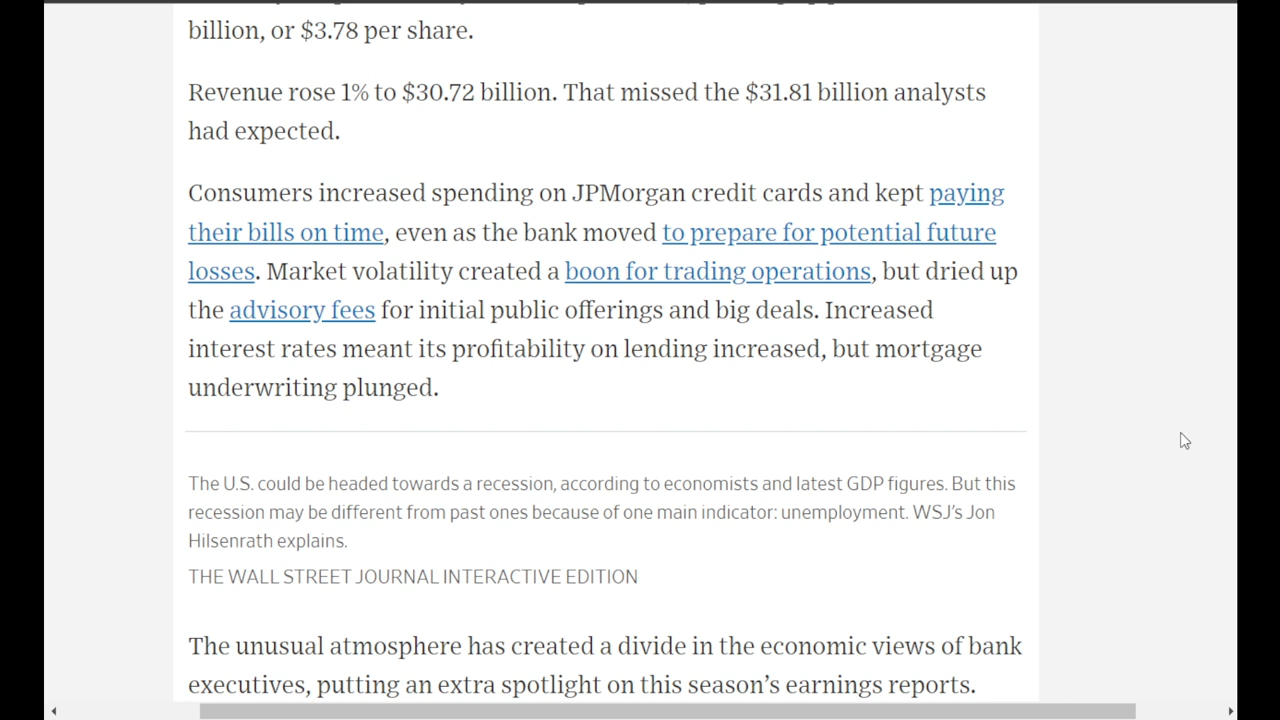 billion, or $3.78 per share.
Revenue rose 1% to $30.72 billion. That missed the $31.81 billion analysts
had expected.
Consumers increased spending on JPMorgan credit cards and kept paying
their bills on time, even as the bank moved to prepare for potential future
losses. Market volatility created a boon for trading operations, but dried up
the advisory fees for initial public offerings and big deals. Increased
interest rates meant its profitability on lending increased, but mortgage
underwriting plunged.
The U.S. could be headed towards a recession, according to economists and latest GDP figures. But this
recession may be different from past ones because of one main indicator: unemployment. WSJ’s Jon
Hilsenrath explains.
THE WALL STREET JOURNAL INTERACTIVE EDITION
The unusual atmosphere has created a divide in the economic views of bank
executives, putting an extra spotlight on this season’s earnings reports.